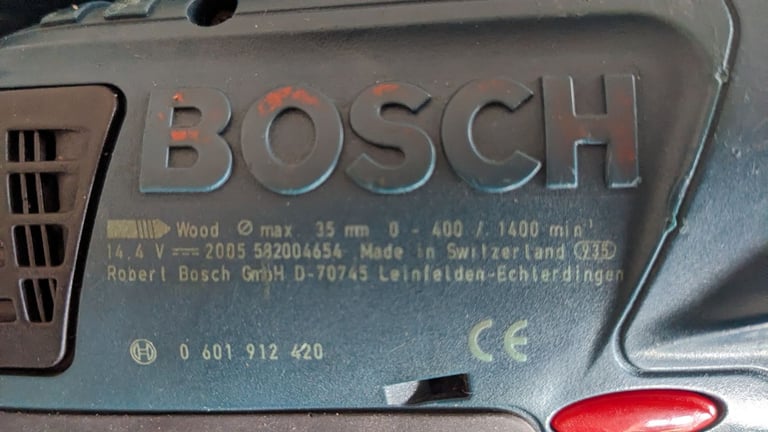 BOSCH
Wood Ø max. 35 mm 0 - 400 /. 1400 min⁻¹
14.4 V ⎓ 2005 582004654 Made in Switzerland 935
Robert Bosch GmbH D-70745 Leinfelden-Echterdingen
0 601 912 420 CE